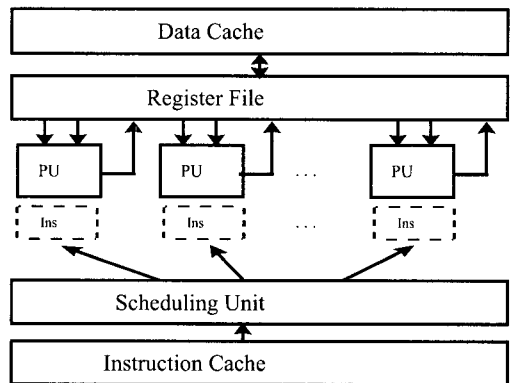 Data Cache
Register File
PU PU ... PU
Ins Ins ... Ins
Scheduling Unit
Instruction Cache